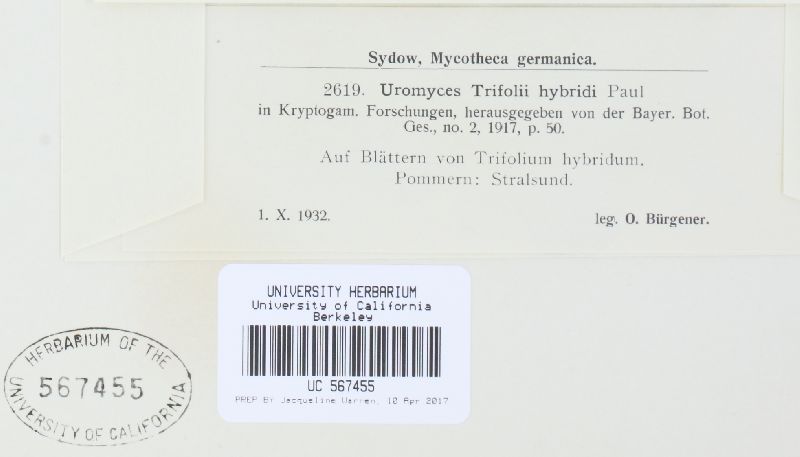 Sydow, Mycotheca germanica.
2619. Uromyces Trifolii hybridi Paul
in Kryptogam. Forschungen, herausgegeben von der Bayer. Bot.
Ges., no. 2, 1917, p. 50.
Auf Blättern von Trifolium hybridum.
Pommern: Stralsund.
1. X. 1932. leg. O. Bürgener.
UNIVERSITY HERBARIUM
University of California
Berkeley
UC 567455
PREP BY Jacqueline Warren, 10 Apr 2017
HERBARIUM OF THE
567455
UNIVERSITY OF CALIFORNIA